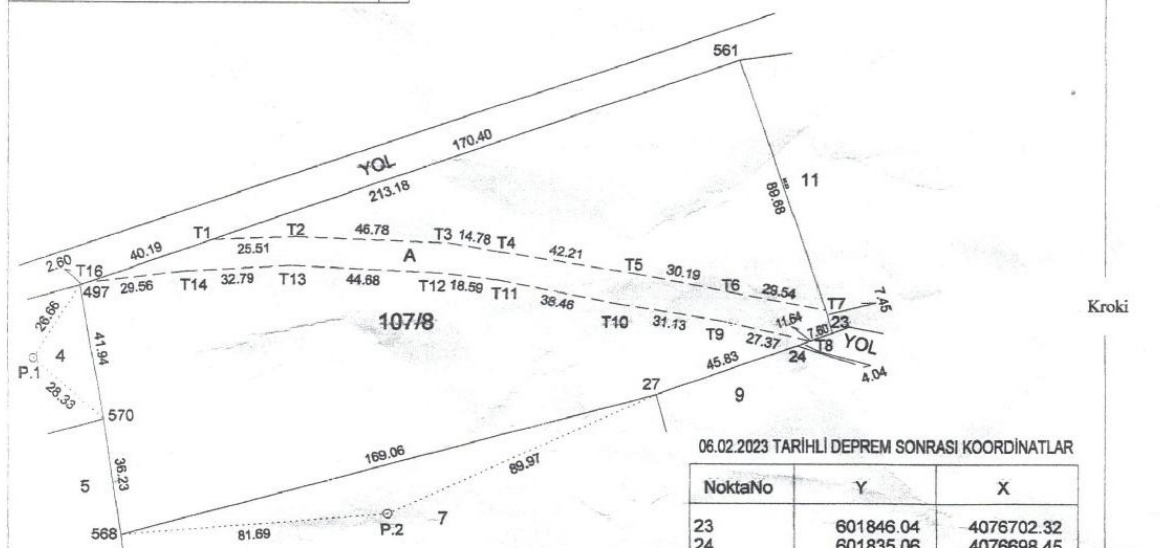 561
170.40
YOL
213.18
11
89.68
T1
T2
46.78
T3
14.78
T4
40.19
25.51
A
42.21
T5
2.60
T16
30.19
T6
497
29.56
T14
32.79
T13
44.68
T12
18.59
T11
29.54
T7
7.45
38.46
26.66
107/8
T10
31.13
T9
11.64
7.60
23
Kroki
41.94
27.37
T8
YOL
4
P.1
24
45.83
4.04
28.33
27
9
570
169.06
89.97
06.02.2023 TARİHLİ DEPREM SONRASI KOORDİNATLAR
5
36.23
NoktaNo Y X
568
81.69
P.2
7
23 601846.04 4076702.32
24 601835.06 4076698.45